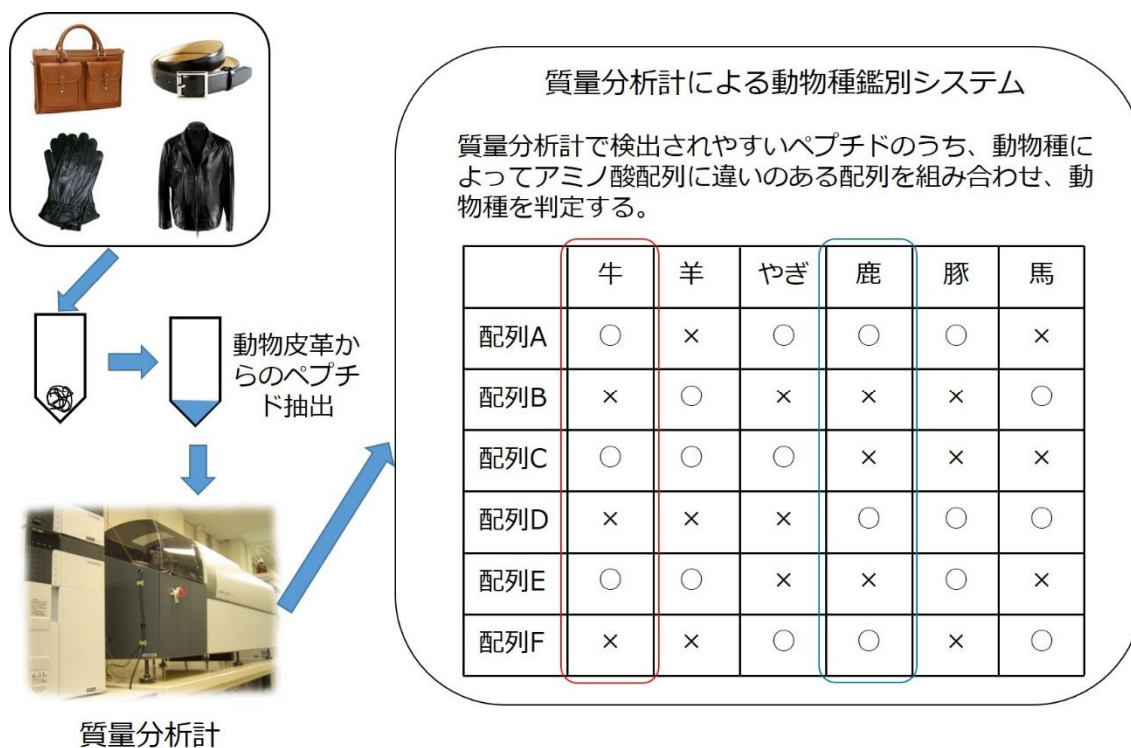 質量分析計による動物種鑑別システム
質量分析計で検出されやすいペプチドのうち、動物種に
よってアミノ酸配列に違いのある配列を組み合わせ、動
物種を判定する。
牛 羊 やぎ 鹿 豚 馬
配列A ○ × ○ ○ ○ ×
配列B × ○ × × × ○
配列C ○ ○ ○ × × ×
配列D × × × ○ ○ ○
配列E ○ ○ × × ○ ×
配列F × × ○ ○ × ○
動物皮革か
らのペプチ
ド抽出
質量分析計